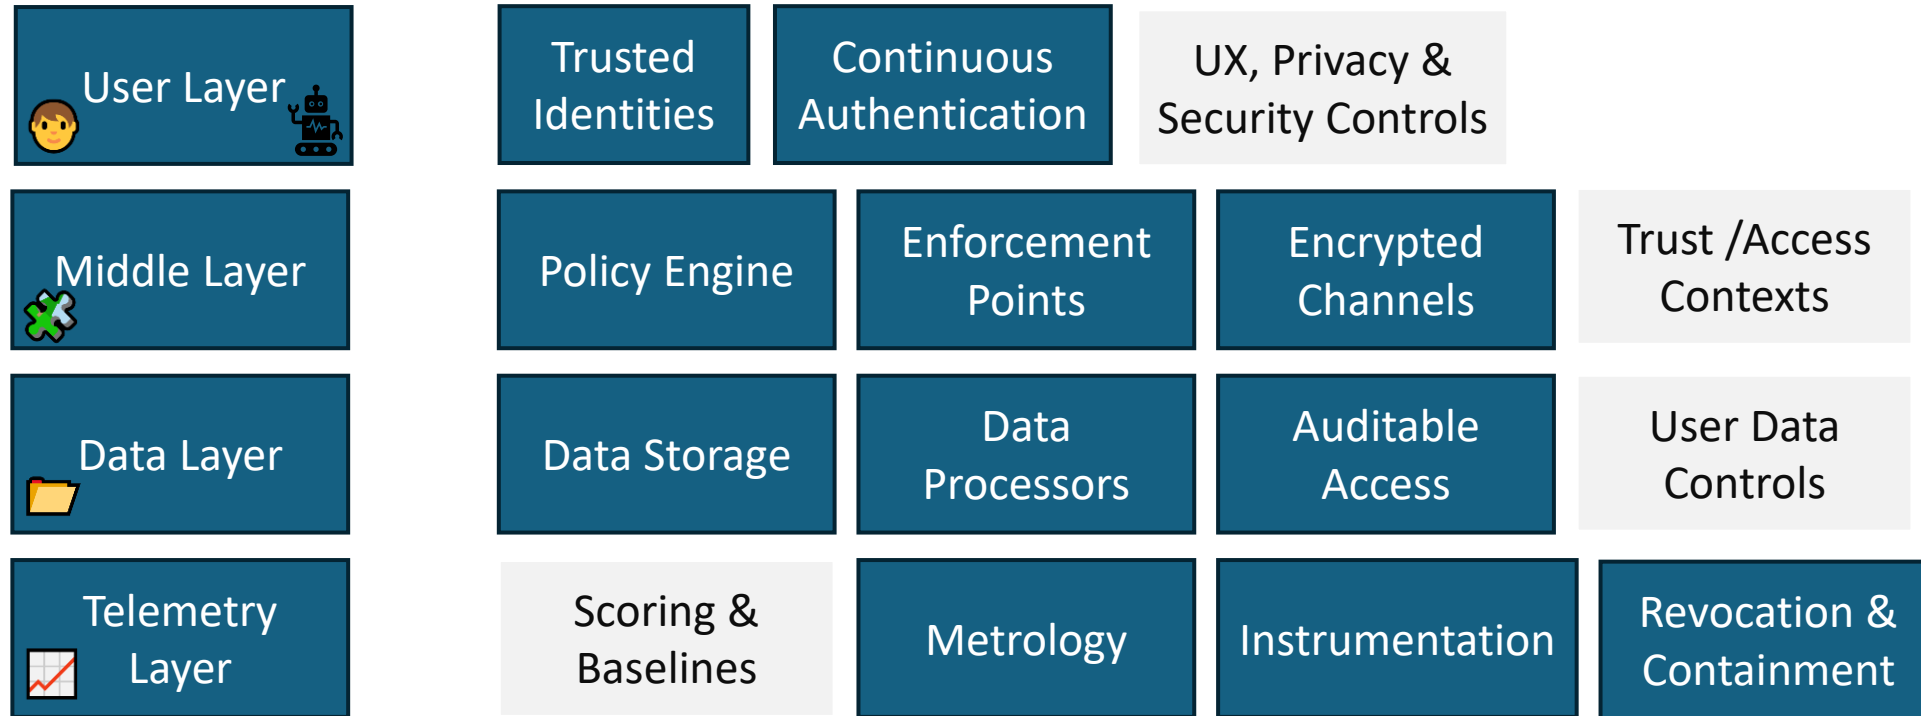 User Layer
Trusted
Identities
Continuous
Authentication
UX, Privacy &
Security Controls
Middle Layer
Policy Engine
Enforcement
Points
Encrypted
Channels
Trust /Access
Contexts
Data Layer
Data Storage
Data
Processors
Auditable
Access
User Data
Controls
Telemetry
Layer
Scoring &
Baselines
Metrology
Instrumentation
Revocation &
Containment